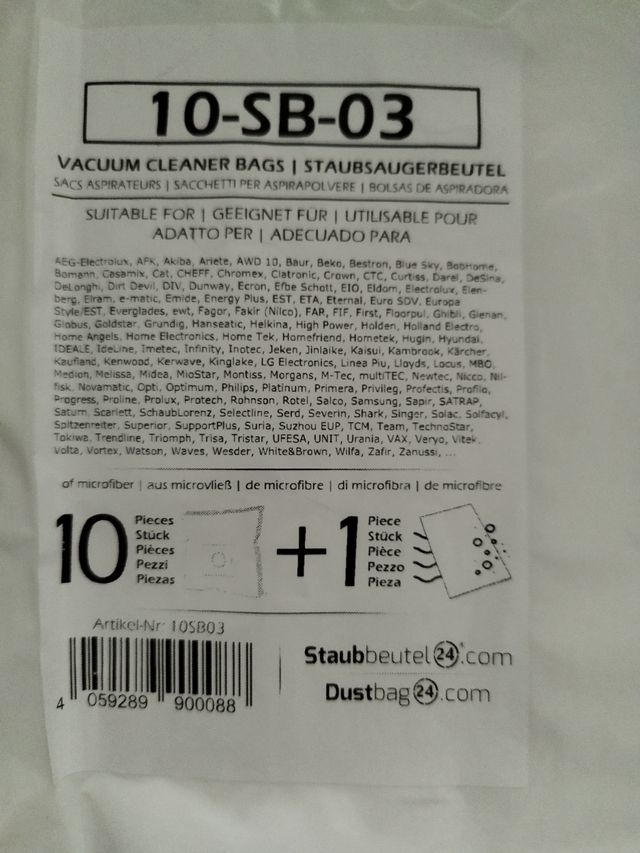 10-SB-03
VACUUM CLEANER BAGS | STAUBSAUGERBEUTEL
SACS ASPIRATEURS | SACCHETTI PER ASPIRAPOLVERE | BOLSAS DE ASPIRADORA
SUITABLE FOR | GEEIGNET FÜR | UTILISABLE POUR
ADATTO PER | ADECUADO PARA
AEG-Electrolux, AFK, Akiba, Ariete, AWD 10, Baur, Beko, Bestron, Blue Sky, BobHome,
Bomann, Casamix, Cat, CHEFF, Chromex, Clatronic, Crown, CTC, Curtiss, Darel, DeSina,
DeLonghi, Dirt Devil, DIV, Dunway, Ecron, Efbe Schott, EIO, Eldom, Electrolux, Elen-
berg, Elram, e-matic, Emide, Energy Plus, EST, ETA, Eternal, Euro SDV, Europa
Style/EST, Everglades, ewt, Fagor, Fakir (Nilco), FAR, FIF, First, Floorpul, Ghibli, Glenan,
Globus, Goldstar, Grundig, Hanseatic, Helkina, High Power, Holden, Holland Electro,
Home Angels, Home Electronics, Home Tek, Homefriend, Hometek, Hugin, Hyundai,
IDEALE, IdeLine, Imetec, Infinity, Inotec, Jeken, Jinlaike, Kaisui, Kambrook, Kärcher,
Kaufland, Kenwood, Kerwave, Kinglake, LG Electronics, Linea Piu, Lloyds, Locus, MBO,
Medion, Melissa, Midea, MioStar, Montiss, Morgans, M-Tec, multiTEC, Newtec, Nicco, Nil-
fisk, Novamatic, Opti, Optimum, Philips, Platinum, Primera, Privileg, Profectis, Profilo,
Progress, Proline, Prolux, Protech, Rohnson, Rotel, Salco, Samsung, Sapir, SATRAP,
Saturn, Scarlett, SchaubLorenz, Selectline, Serd, Severin, Shark, Singer, Solac, Solfacyl,
Spitzenreiter, Superior, SupportPlus, Suria, Suzhou EUP, TCM, Team, TechnoStar,
Tokiwa, Trendline, Triomph, Trisa, Tristar, UFESA, UNIT, Urania, VAX, Veryo, Vitek,
Volta, Vortex, Watson, Waves, Wesder, White&Brown, Wilfa, Zafir, Zanussi, ...
of microfiber | aus microvließ | de microfibre | di microfibra | de microfibre
10 Pieces
Stück
Pièces
Pezzi
Piezas
+ 1 Piece
Stück
Pièce
Pezzo
Pieza
Artikel-Nr: 10SB03
4 059289 900088
Staubbeutel24.com
Dustbag24.com